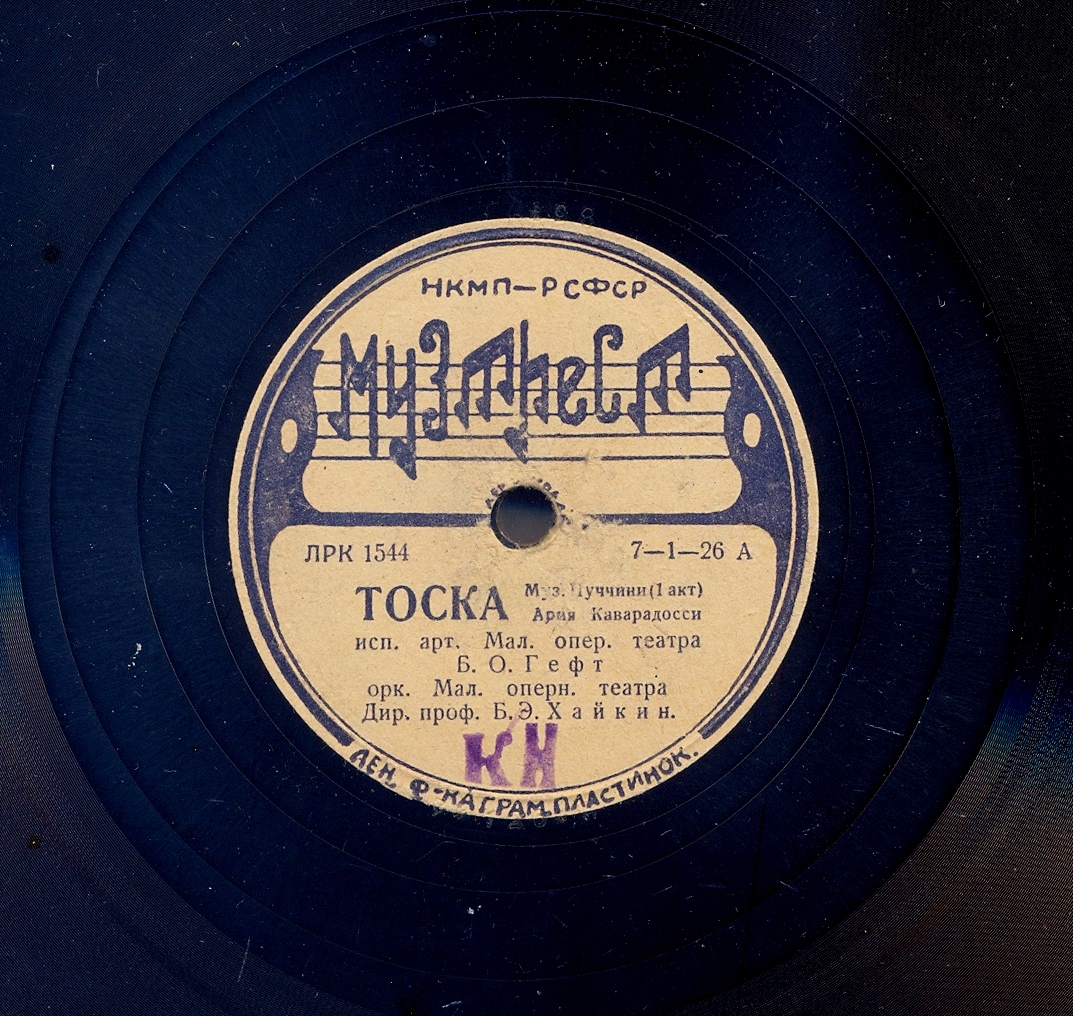 НКМП—РСФСР
МУЗТРЕСТ
ЛРК 1544
7—1—26 А
ТОСКА
Муз. Пуччини (1 акт)
Ария Каварадосси
исп. арт. Мал. опер. театра
Б. О. Гефт
орк. Мал. оперн. театра
Дир. проф. Б. Э. Хайкин.
КН
ЛЕН. Ф-КА ГРАМ. ПЛАСТИНОК.